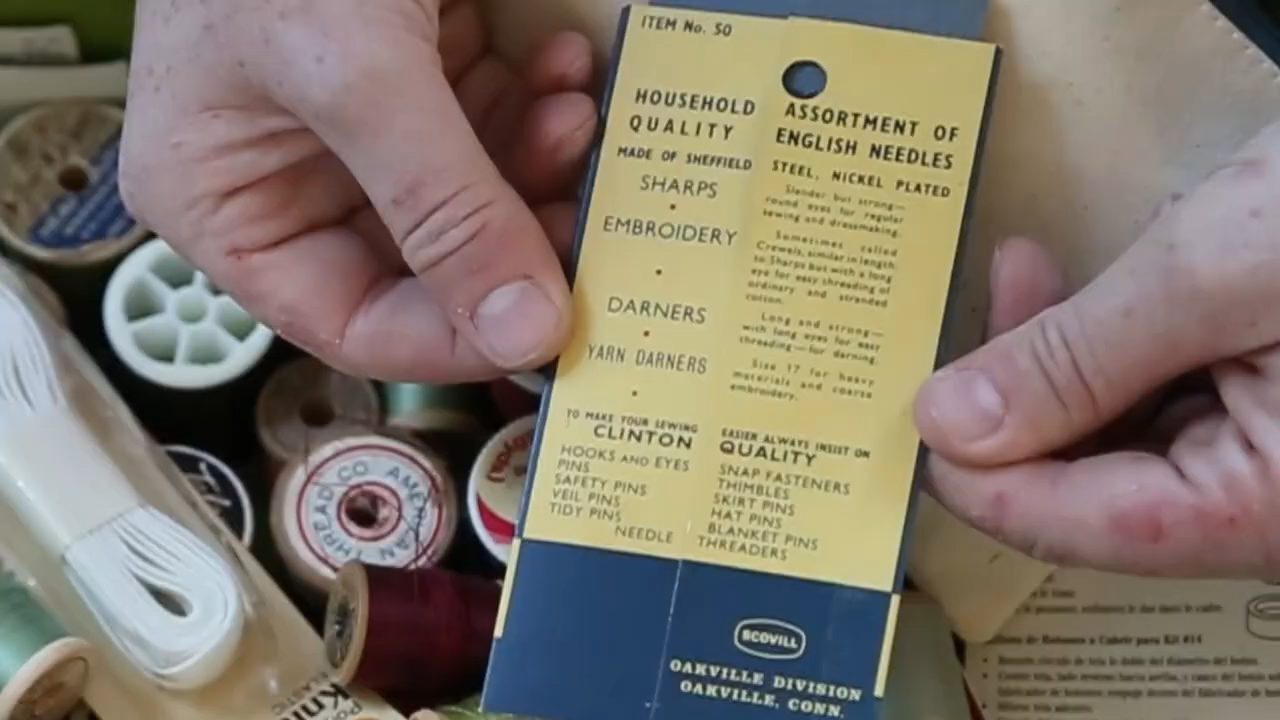 ITEM No. 50
HOUSEHOLD
QUALITY
ASSORTMENT OF
ENGLISH NEEDLES
MADE OF SHEFFIELD
STEEL, NICKEL PLATED
SHARPS
Slender but strong—
round eyes for regular
sewing and dressmaking.
EMBROIDERY
Sometimes called
Crewels, similar in length
to Sharps but with a long
eye for easy threading of
ordinary and stranded
cotton.
DARNERS
Long and strong—
with long eyes for easy
threading—for darning.
YARN DARNERS
Size 17 for heavy
materials and coarse
embroidery.
TO MAKE YOUR SEWING
EASIER ALWAYS INSIST ON
CLINTON
QUALITY
HOOKS AND EYES
PINS
SAFETY PINS
VEIL PINS
TIDY PINS
SNAP FASTENERS
THIMBLES
SKIRT PINS
HAT PINS
BLANKET PINS
NEEDLE THREADERS
SCOVILL
OAKVILLE DIVISION
OAKVILLE, CONN.
THREAD CO AMERICAN
Botones a Cubrir para Kit #14